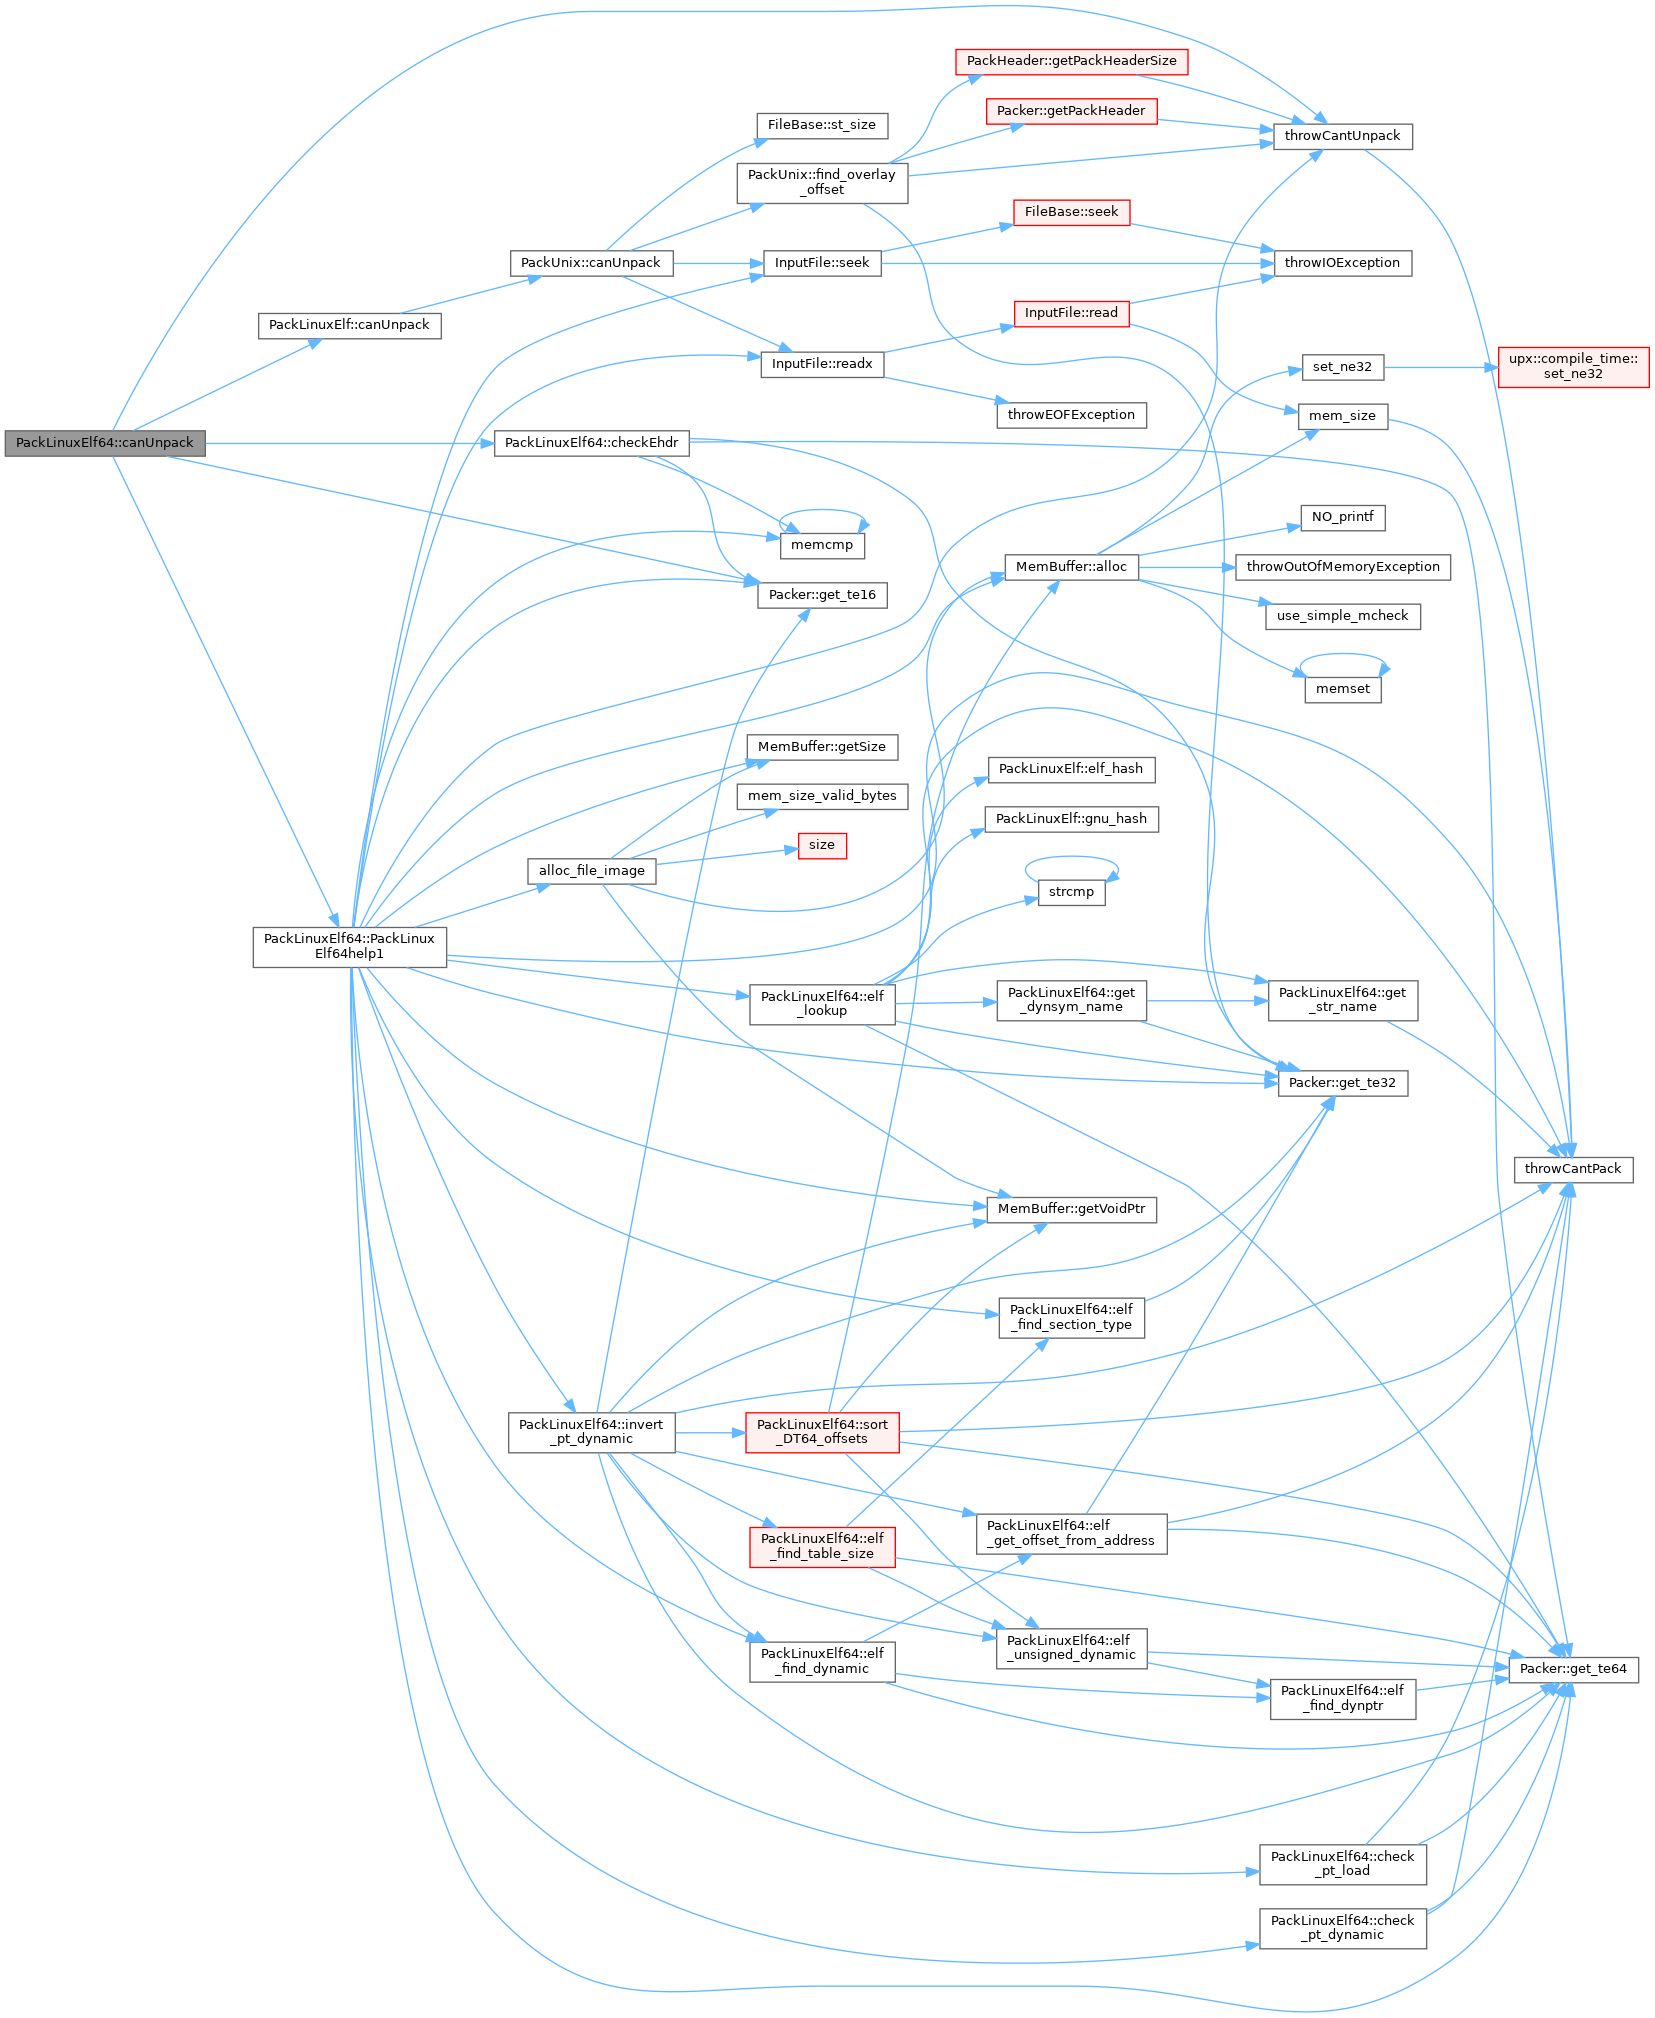 PackLinuxElf64::canUnpack
PackLinuxElf::canUnpack
PackLinuxElf64::PackLinux
Elf64help1
PackUnix::canUnpack
PackLinuxElf64::checkEhdr
alloc_file_image
PackLinuxElf64::invert
_pt_dynamic
FileBase::st_size
PackUnix::find_overlay
_offset
InputFile::seek
InputFile::readx
memcmp
Packer::get_te16
MemBuffer::getSize
mem_size_valid_bytes
size
PackLinuxElf64::elf
_lookup
PackLinuxElf64::sort
_DT64_offsets
PackLinuxElf64::elf
_find_table_size
PackLinuxElf64::elf
_find_dynamic
PackHeader::getPackHeaderSize
Packer::getPackHeader
FileBase::seek
InputFile::read
throwEOFException
MemBuffer::alloc
PackLinuxElf::elf_hash
PackLinuxElf::gnu_hash
strcmp
PackLinuxElf64::get
_dynsym_name
MemBuffer::getVoidPtr
PackLinuxElf64::elf
_find_section_type
PackLinuxElf64::elf
_get_offset_from_address
PackLinuxElf64::elf
_unsigned_dynamic
throwCantUnpack
throwIOException
set_ne32
mem_size
NO_printf
throwOutOfMemoryException
use_simple_mcheck
memset
PackLinuxElf64::get
_str_name
Packer::get_te32
PackLinuxElf64::elf
_find_dynptr
PackLinuxElf64::check
_pt_load
PackLinuxElf64::check
_pt_dynamic
upx::compile_time::
set_ne32
throwCantPack
Packer::get_te64